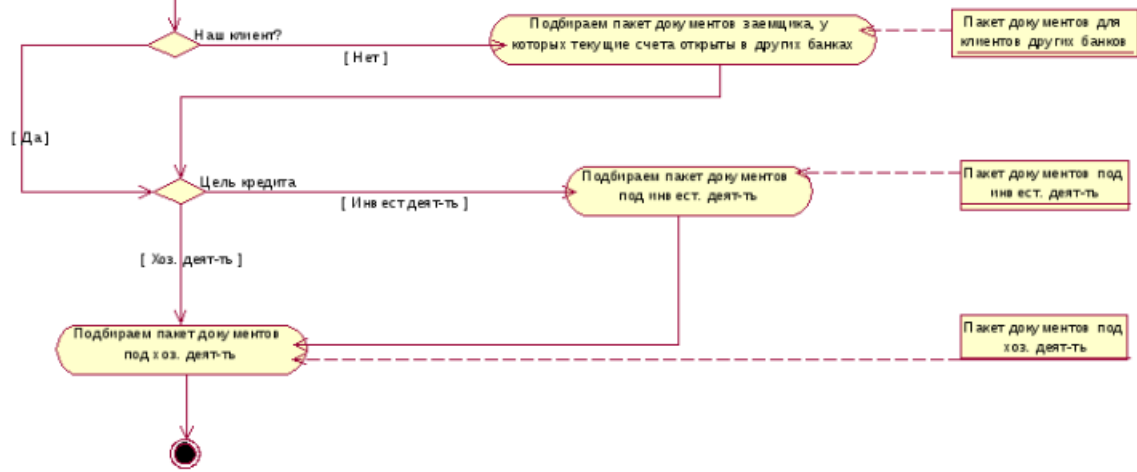 Наш клиент?
Подбираем пакет документов заемщика, у
которых текущие счета открыты в других банках
Пакет документов для
клиентов других банков
[ Нет ]
[ Да ]
Цель кредита
Подбираем пакет документов
под инвест. деят-ть
Пакет документов под
инвест. деят-ть
[ Инвест деят-ть ]
[ Хоз. деят-ть ]
Подбираем пакет документов
под хоз. деят-ть
Пакет документов под
хоз. деят-ть